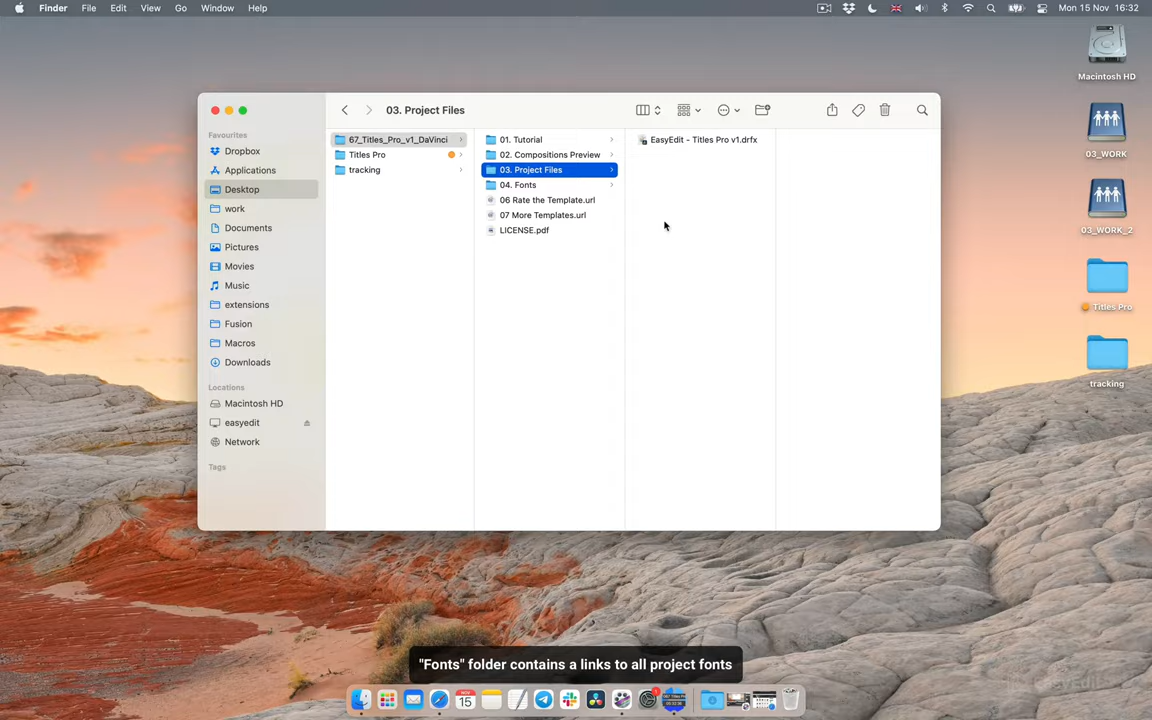 Finder File Edit View Go Window Help
Mon 15 Nov 16:32
Macintosh HD
03_WORK
03_WORK_2
Titles Pro
tracking
03. Project Files
Favourites
Dropbox
Applications
Desktop
work
Documents
Pictures
Movies
Music
extensions
Fusion
Macros
Downloads
Locations
Macintosh HD
easyedit
Network
Tags
67_Titles_Pro_v1_DaVinci
Titles Pro
tracking
01. Tutorial
02. Compositions Preview
03. Project Files
04. Fonts
06 Rate the Template.url
07 More Templates.url
LICENSE.pdf
EasyEdit - Titles Pro v1.drfx
"Fonts" folder contains a links to all project fonts
NOV
15